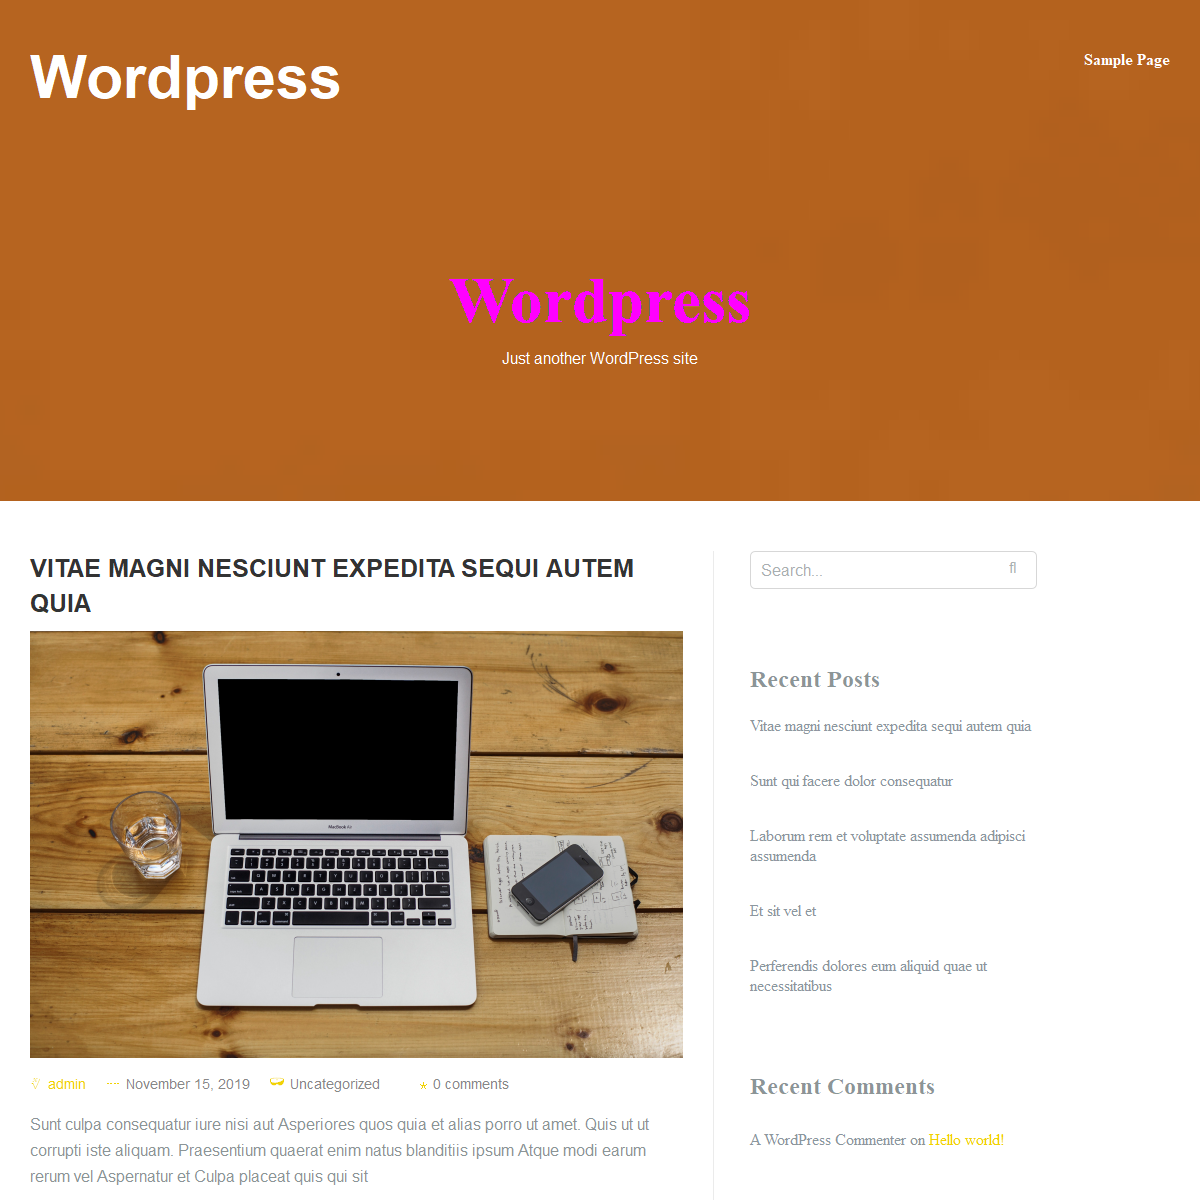 Wordpress
Sample Page
Wordpress
Just another WordPress site
VITAE MAGNI NESCIUNT EXPEDITA SEQUI AUTEM
QUIA
MacBook Air
admin
November 15, 2019
Uncategorized
0 comments
Sunt culpa consequatur iure nisi aut Asperiores quos quia et alias porro ut amet. Quis ut ut
corrupti iste aliquam. Praesentium quaerat enim natus blanditiis ipsum Atque modi earum
rerum vel Aspernatur et Culpa placeat quis qui sit
Search...
Recent Posts
Vitae magni nesciunt expedita sequi autem quia
Sunt qui facere dolor consequatur
Laborum rem et voluptate assumenda adipisci
assumenda
Et sit vel et
Perferendis dolores eum aliquid quae ut
necessitatibus
Recent Comments
A WordPress Commenter on Hello world!